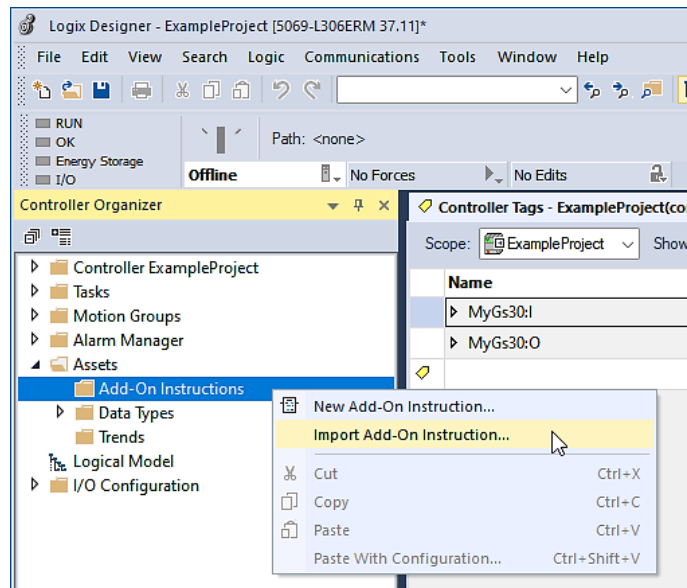 Logix Designer - ExampleProject [5069-L306ERM 37.11]*
File Edit View Search Logic Communications Tools Window Help
RUN
OK
Energy Storage
I/O
Path: <none>
Offline No Forces No Edits
Controller Organizer
Controller Tags - ExampleProject(co
Scope: ExampleProject Show
Name
MyGs30:I
MyGs30:O
Controller ExampleProject
Tasks
Motion Groups
Alarm Manager
Assets
Add-On Instructions
Data Types
Trends
Logical Model
I/O Configuration
New Add-On Instruction...
Import Add-On Instruction...
Cut Ctrl+X
Copy Ctrl+C
Paste Ctrl+V
Paste With Configuration... Ctrl+Shift+V